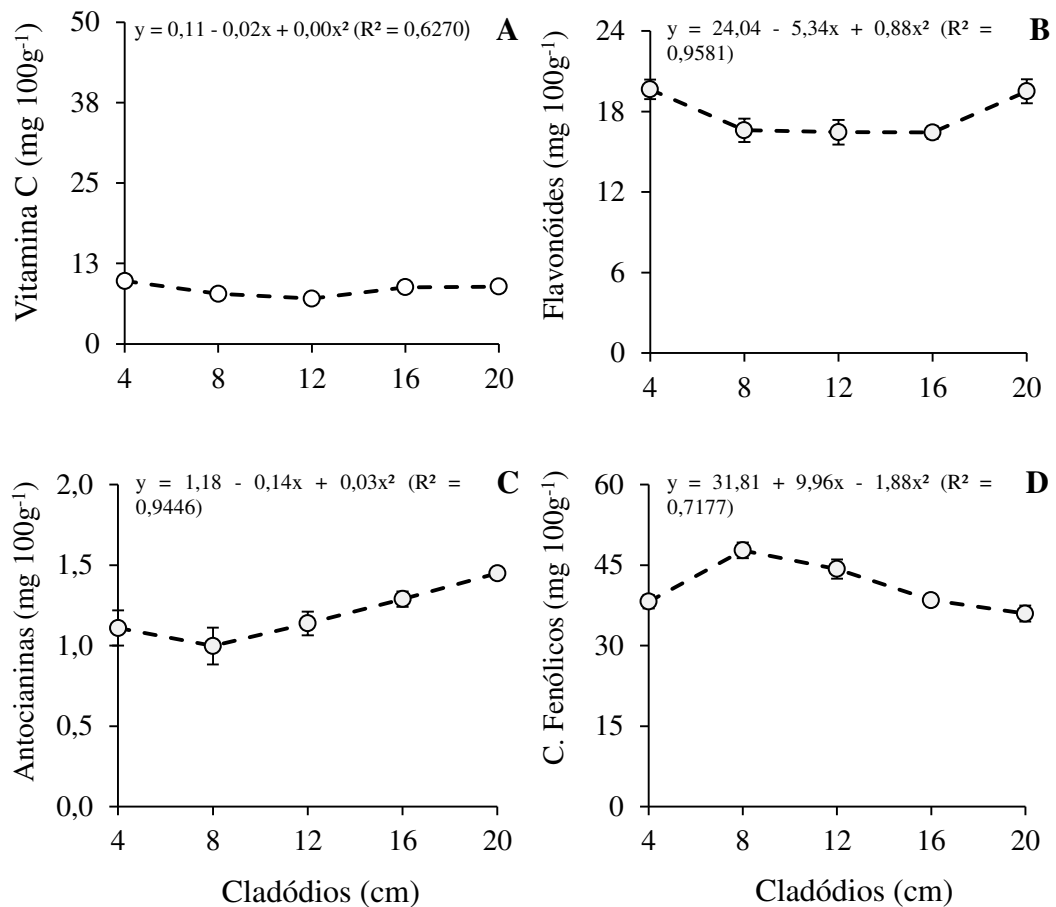 y = 0,11 - 0,02x + 0,00x² (R² = 0,6270)
A
50
38
25
13
0
Vitamina C (mg 100g⁻¹)
4 8 12 16 20
y = 24,04 - 5,34x + 0,88x² (R² =
0,9581)
B
24
18
12
6
0
Flavonóides (mg 100g⁻¹)
4 8 12 16 20
y = 1,18 - 0,14x + 0,03x² (R² =
0,9446)
C
2,0
1,5
1,0
0,5
0,0
Antocianinas (mg 100g⁻¹)
4 8 12 16 20
Cladódios (cm)
y = 31,81 + 9,96x - 1,88x² (R² =
0,7177)
D
60
45
30
15
0
C. Fenólicos (mg 100g⁻¹)
4 8 12 16 20
Cladódios (cm)